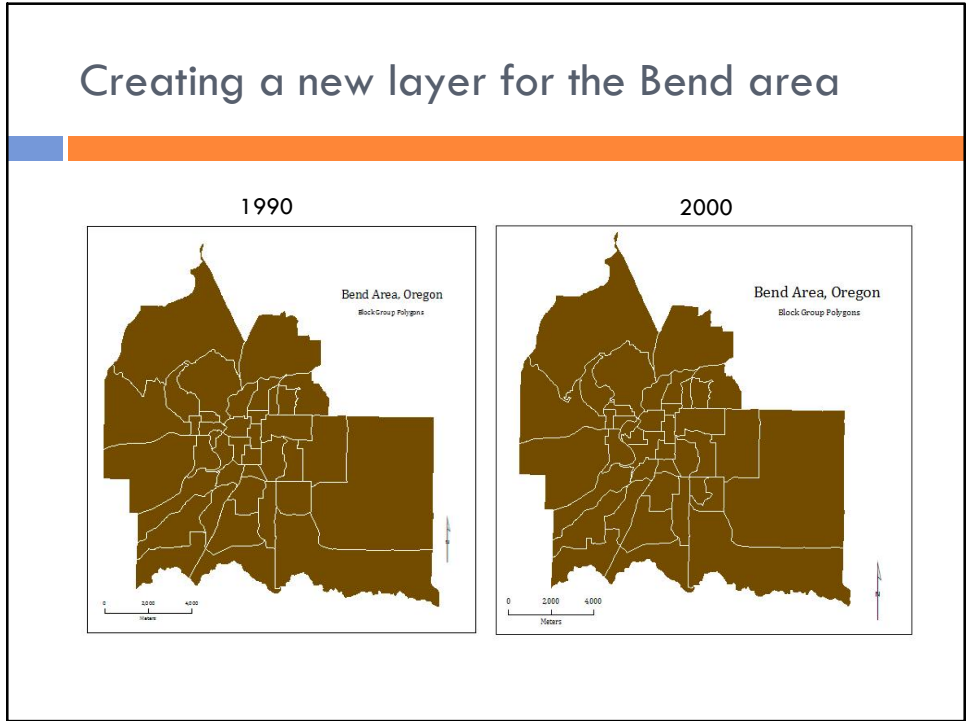 Creating a new layer for the Bend area
1990
Bend Area, Oregon
Block Group Polygons
0 2,000 4,000
Meters
2000
Bend Area, Oregon
Block Group Polygons
N
0 2,000 4,000
Meters